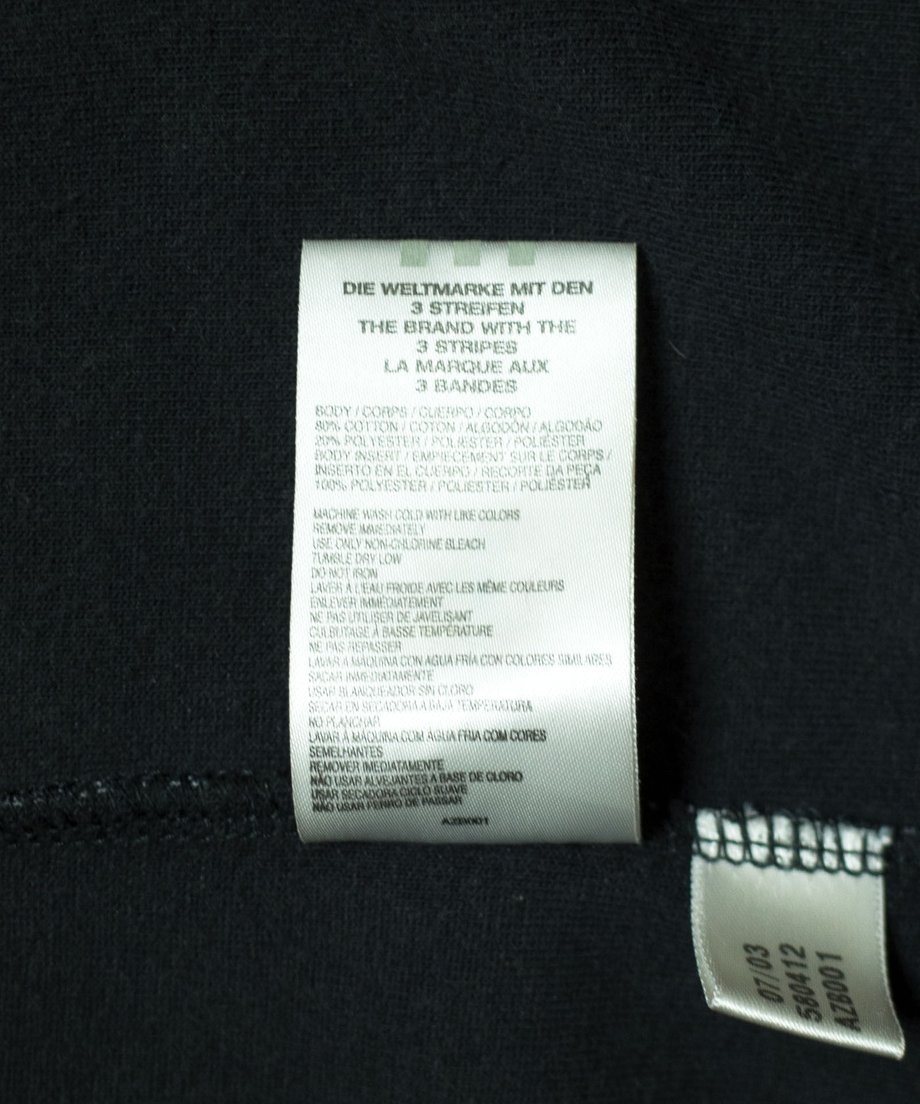 DIE WELTMARKE MIT DEN
3 STREIFEN
THE BRAND WITH THE
3 STRIPES
LA MARQUE AUX
3 BANDES
BODY / CORPS / CUERPO / CORPO
80% COTTON / COTON / ALGODÓN / ALGODÃO
20% POLYESTER / POLIESTER / POLIÉSTER
BODY INSERT / EMPIECEMENT SUR LE CORPS /
INSERTO EN EL CUERPO / RECORTE DA PEÇA
100% POLYESTER / POLIESTER / POLIÉSTER
MACHINE WASH COLD WITH LIKE COLORS
REMOVE IMMEDIATELY
USE ONLY NON-CHLORINE BLEACH
TUMBLE DRY LOW
DO NOT IRON
LAVER À L'EAU FROIDE AVEC LES MÊME COULEURS
ENLEVER IMMÉDIATEMENT
NE PAS UTILISER DE JAVELISANT
CULBUTAGE À BASSE TEMPÉRATURE
NE PAS REPASSER
LAVAR A MÁQUINA CON AGUA FRÍA CON COLORES SIMILARES
SACAR INMEDIATAMENTE
USAR BLANQUEADOR SIN CLORO
SECAR EN SECADORA A BAJA TEMPERATURA
NO PLANCHAR
LAVAR À MÁQUINA COM ÁGUA FRIA COM CORES
SEMELHANTES
REMOVER IMEDIATAMENTE
NÃO USAR ALVEJANTES A BASE DE CLORO
USAR SECADORA CICLO SUAVE
NÃO USAR FERRO DE PASSAR
AZB001
07/03
580412
AZB001